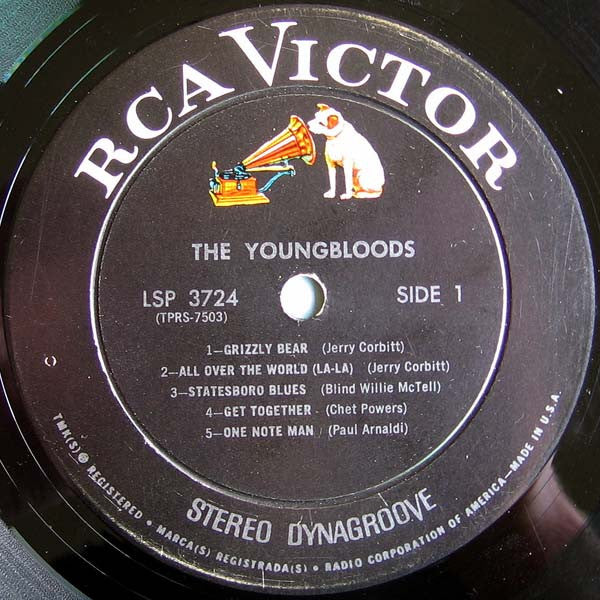 RCA VICTOR
THE YOUNGBLOODS
LSP 3724
(TPRS-7503)
SIDE 1
1—GRIZZLY BEAR (Jerry Corbitt)
2—ALL OVER THE WORLD (LA-LA) (Jerry Corbitt)
3—STATESBORO BLUES (Blind Willie McTell)
4—GET TOGETHER (Chet Powers)
5—ONE NOTE MAN (Paul Arnaldi)
STEREO DYNAGROOVE
TMK(S) ® REGISTERED • MARCA(S) REGISTRADA(S) • RADIO CORPORATION OF AMERICA—MADE IN U.S.A.